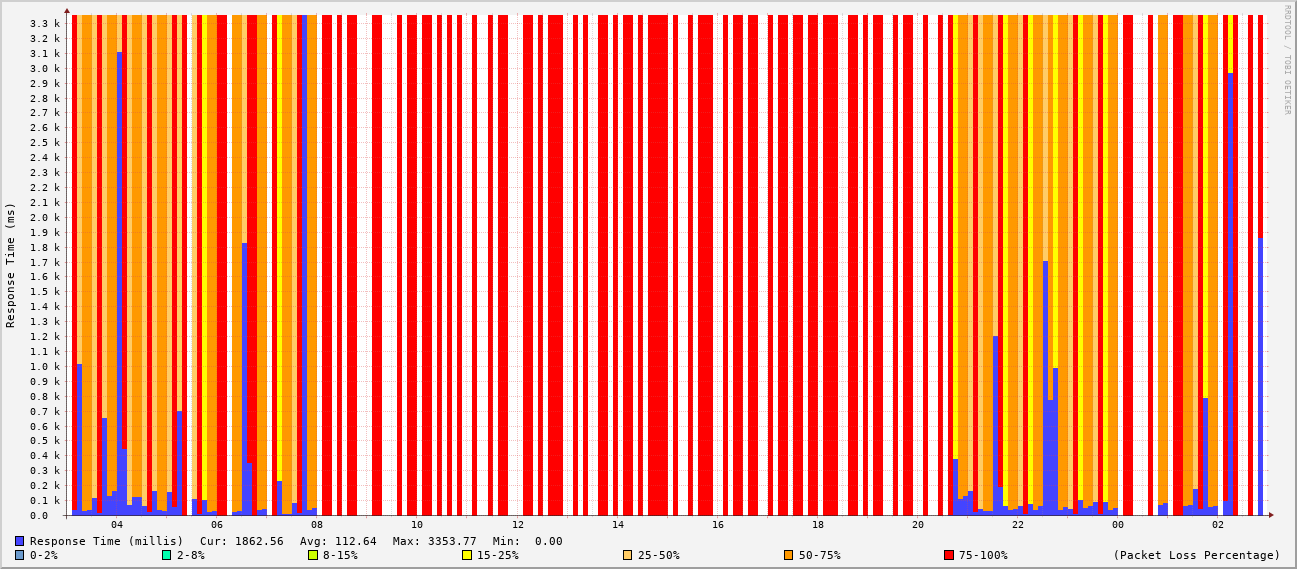 3.3 k
3.2 k
3.1 k
3.0 k
2.9 k
2.8 k
2.7 k
2.6 k
2.5 k
2.4 k
2.3 k
2.2 k
2.1 k
2.0 k
1.9 k
1.8 k
1.7 k
1.6 k
1.5 k
1.4 k
1.3 k
1.2 k
1.1 k
1.0 k
0.9 k
0.8 k
0.7 k
0.6 k
0.5 k
0.4 k
0.3 k
0.2 k
0.1 k
0.0
Response Time (ms)
RRDTOOL / TOBI OETIKER
04 06 08 10 12 14 16 18 20 22 00 02
Response Time (millis) Cur: 1862.56 Avg: 112.64 Max: 3353.77 Min: 0.00
0-2% 2-8% 8-15% 15-25% 25-50% 50-75% 75-100% (Packet Loss Percentage)